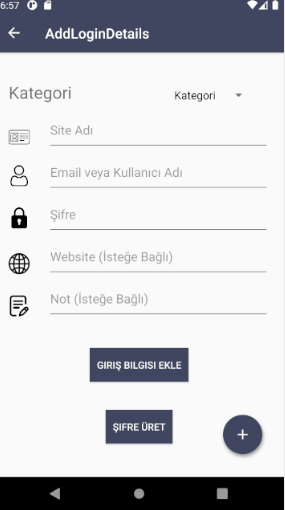 6:57
AddLoginDetails
Kategori
Kategori
Site Adı
Email veya Kullanıcı Adı
Şifre
Website (İsteğe Bağlı)
Not (İsteğe Bağlı)
GIRIŞ BILGISI EKLE
ŞIFRE ÜRET
+